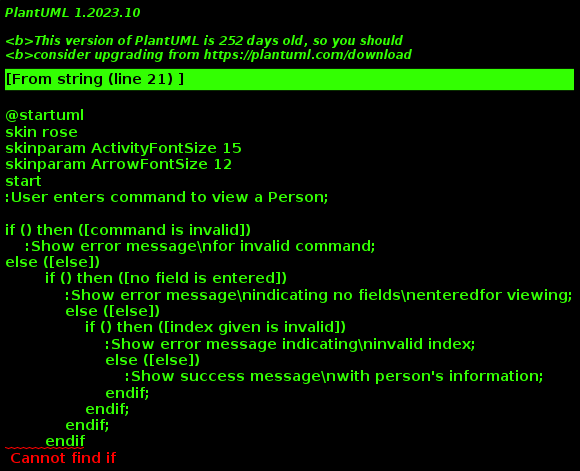 PlantUML 1.2023.10
<b>This version of PlantUML is 252 days old, so you should
<b>consider upgrading from https://plantuml.com/download
[From string (line 21) ]
@startuml
skin rose
skinparam ActivityFontSize 15
skinparam ArrowFontSize 12
start
:User enters command to view a Person;
if () then ([command is invalid])
:Show error message\nfor invalid command;
else ([else])
if () then ([no field is entered])
:Show error message\nindicating no fields\nenteredfor viewing;
else ([else])
if () then ([index given is invalid])
:Show error message indicating\ninvalid index;
else ([else])
:Show success message\nwith person's information;
endif;
endif;
endif;
endif
Cannot find if